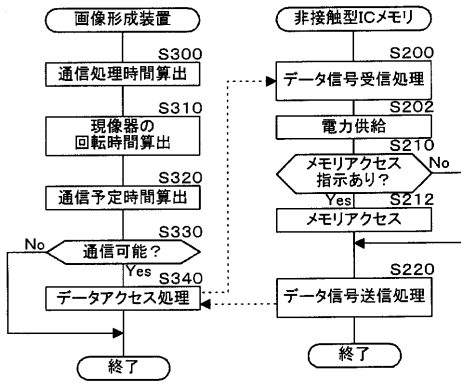 画像形成装置
S300
通信処理時間算出
S310
現像器の
回転時間算出
S320
通信予定時間算出
S330
No
通信可能？
Yes
S340
データアクセス処理
終了
非接触型ICメモリ
S200
データ信号受信処理
S202
電力供給
S210
メモリアクセス
指示あり？
No
Yes
S212
メモリアクセス
S220
データ信号送信処理
終了